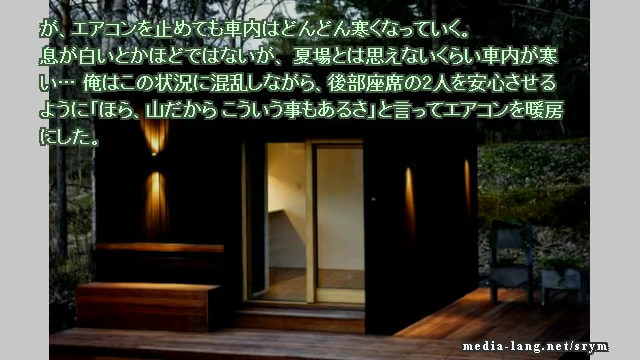 が、エアコンを止めても車内はどんどん寒くなっていく。
息が白いとかほどではないが、夏場とは思えないくらい車内が寒
い… 俺はこの状況に混乱しながら、後部座席の2人を安心させる
ように「ほら、山だから こういう事もあるさ」と言ってエアコンを暖房
にした。
media-lang.net/srym